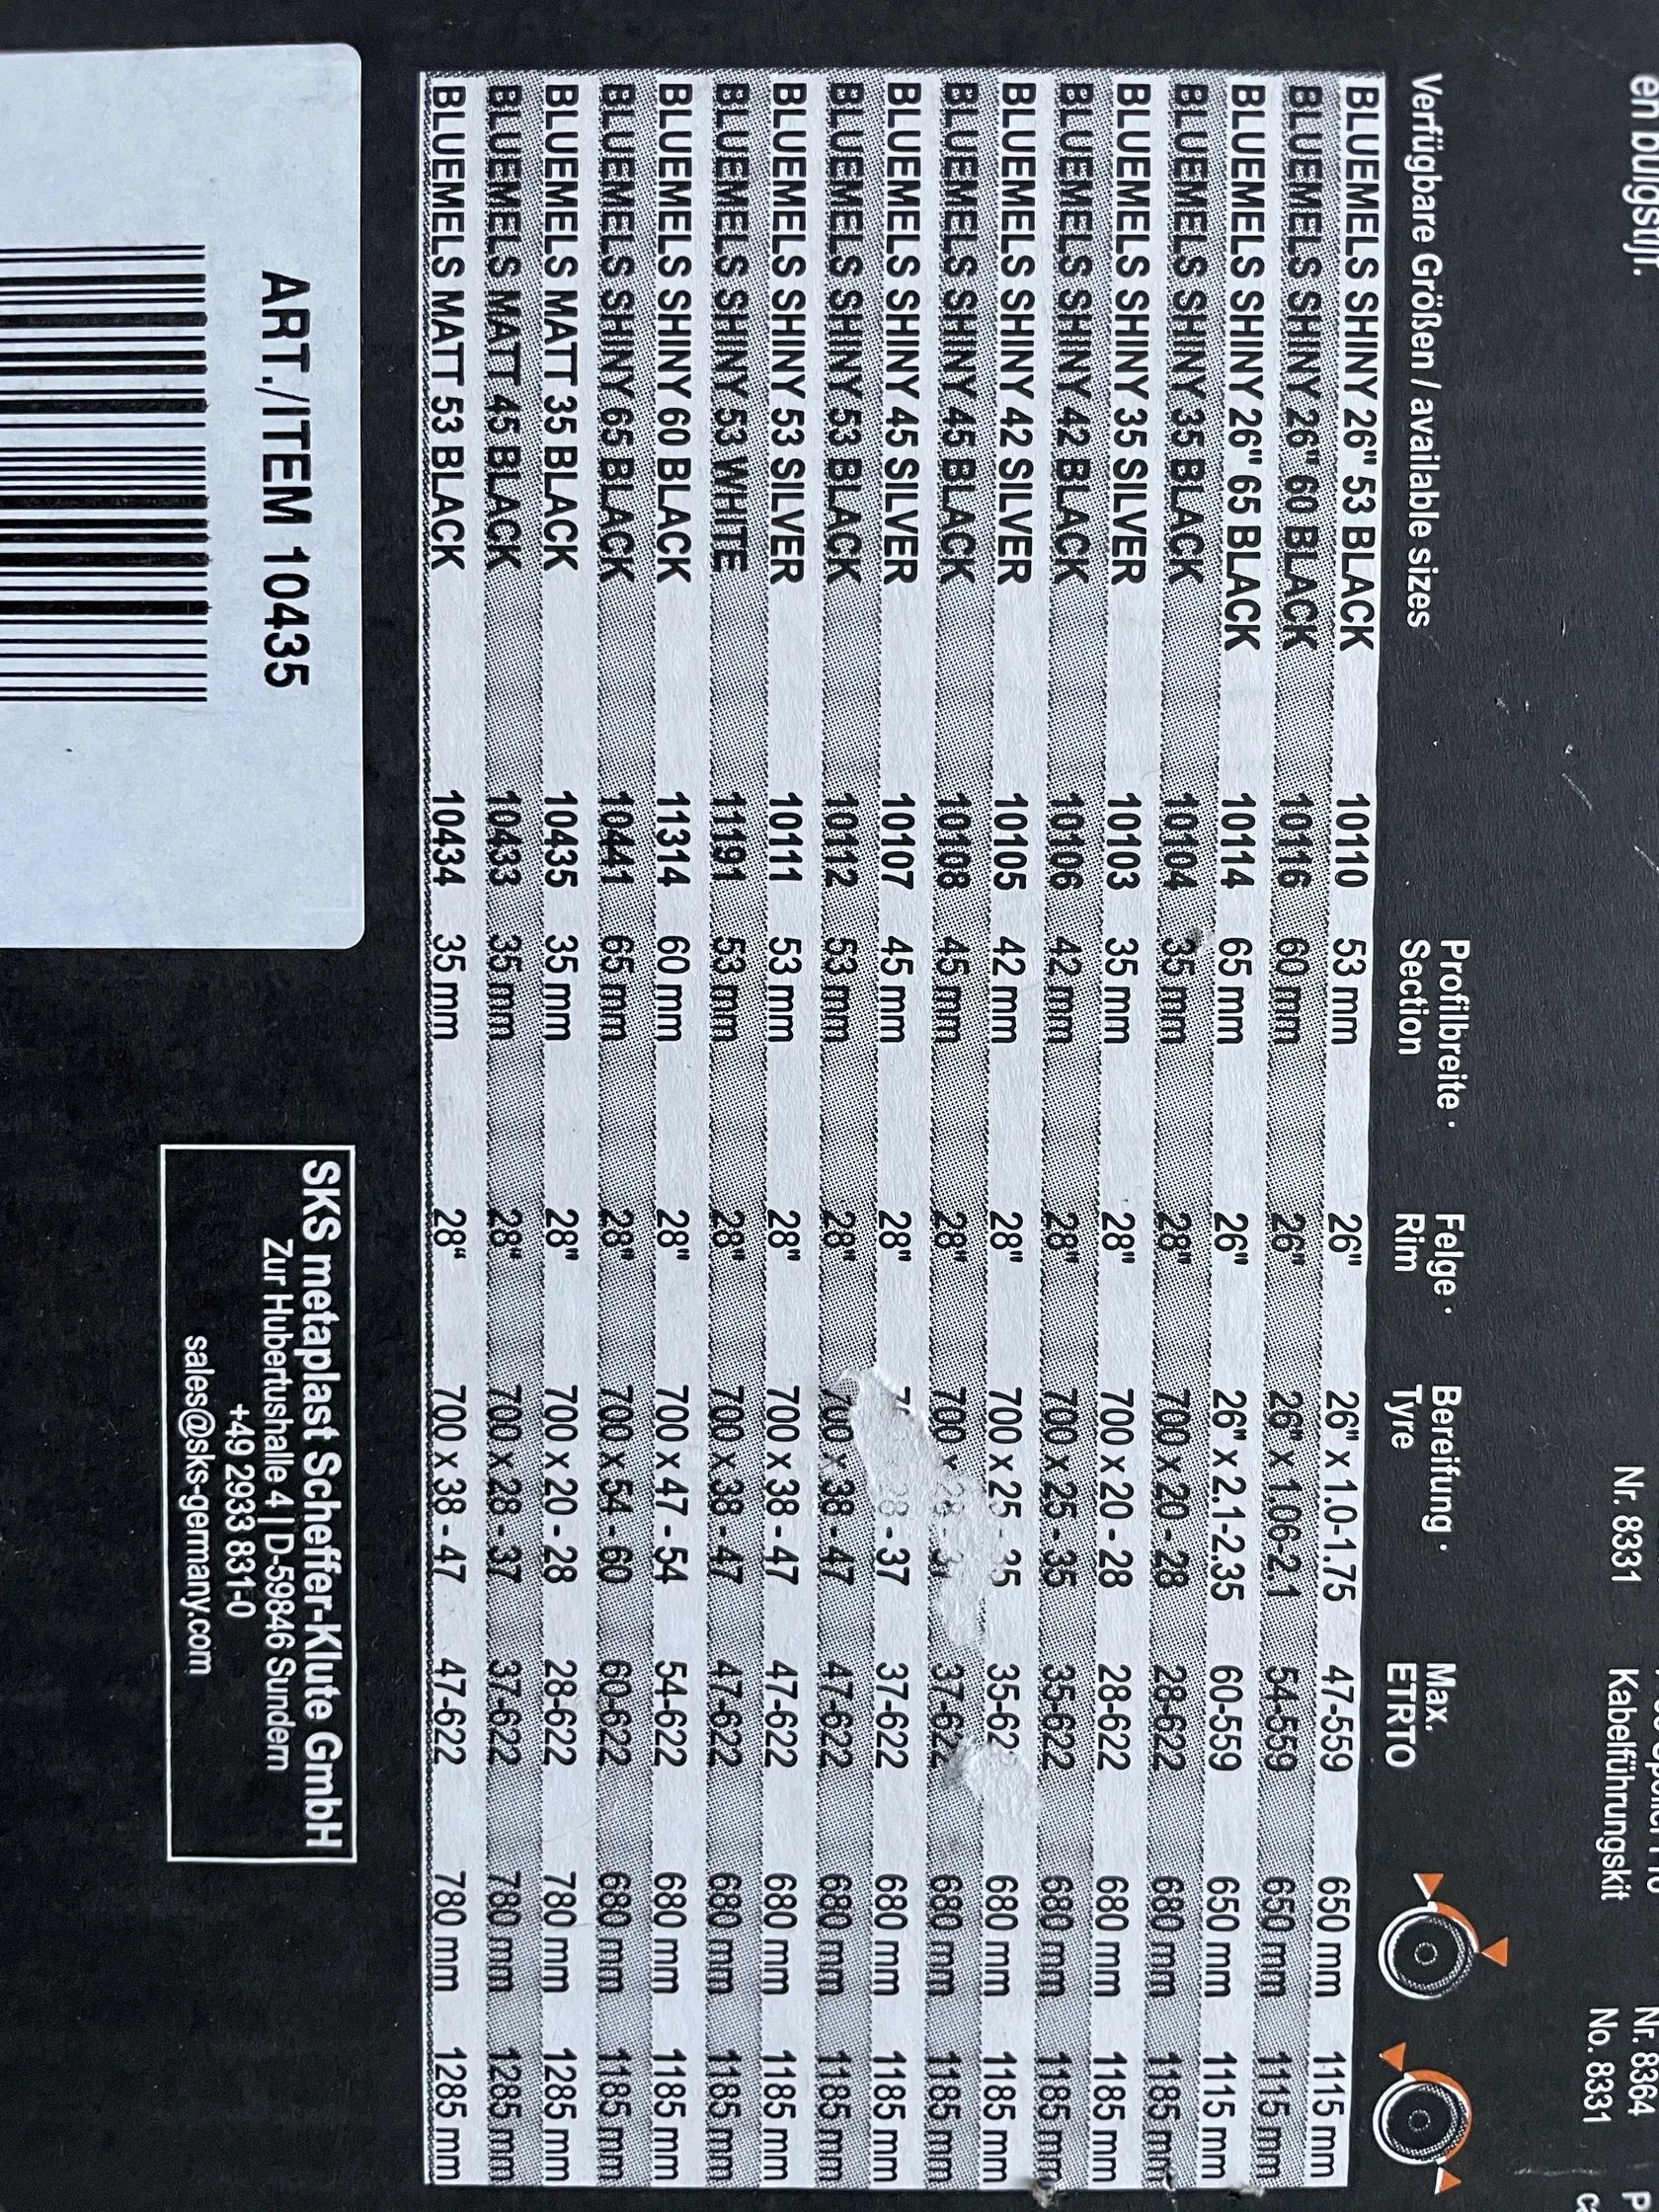 en bulgstijl.
Nr. 8331
Kabelführungskit
Nr. 8364
No. 8331
Verfügbare Größen / available sizes
Profilbreite · Felge · Bereifung · Max.
Section Rim Tyre ETRTO
BLUEMELS SHINY 26" 53 BLACK 10110 53 mm 26" 26" x 1.0-1.75 47-559 650 mm 1115 mm
BLUEMELS SHINY 26" 60 BLACK 10116 60 mm 26" 26" x 1.06-2.1 54-559 650 mm 1115 mm
BLUEMELS SHINY 26" 65 BLACK 10114 65 mm 26" 26" x 2.1-2.35 60-559 650 mm 1115 mm
BLUEMELS SHINY 35 BLACK 10104 35 mm 28" 700 x 20 - 28 28-622 680 mm 1185 mm
BLUEMELS SHINY 35 SILVER 10103 35 mm 28" 700 x 20 - 28 28-622 680 mm 1185 mm
BLUEMELS SHINY 42 BLACK 10106 42 mm 28" 700 x 25 - 35 35-622 680 mm 1185 mm
BLUEMELS SHINY 42 SILVER 10105 42 mm 28" 700 x 25 - 35 35-62 680 mm 1185 mm
BLUEMELS SHINY 45 BLACK 10108 45 mm 28" 700 x 28 - 37-622 680 mm 1185 mm
BLUEMELS SHINY 45 SILVER 10107 45 mm 28" 28 - 37 37-622 680 mm 1185 mm
BLUEMELS SHINY 53 BLACK 10112 53 mm 28" 700 x 38 - 47 47-622 680 mm 1185 mm
BLUEMELS SHINY 53 SILVER 10111 53 mm 28" 700 x 38 - 47 47-622 680 mm 1185 mm
BLUEMELS SHINY 53 WHITE 11191 53 mm 28" 700 x 38 - 47 47-622 680 mm 1185 mm
BLUEMELS SHINY 60 BLACK 11314 60 mm 28" 700 x 47 - 54 54-622 680 mm 1185 mm
BLUEMELS SHINY 65 BLACK 10441 65 mm 28" 700 x 54 - 60 60-622 680 mm 1185 mm
BLUEMELS MATT 35 BLACK 10435 35 mm 28" 700 x 20 - 28 28-622 780 mm 1285 mm
BLUEMELS MATT 45 BLACK 10433 35 mm 28" 700 x 28 - 37 37-622 780 mm 1285 mm
BLUEMELS MATT 53 BLACK 10434 35 mm 28“ 700 x 38 - 47 47-622 780 mm 1285 mm
ART./ITEM 10435
SKS metaplast Scheffer-Klute GmbH
Zur Hubertushalle 4 | D-59846 Sundern
+49 2933 831-0
sales@sks-germany.com